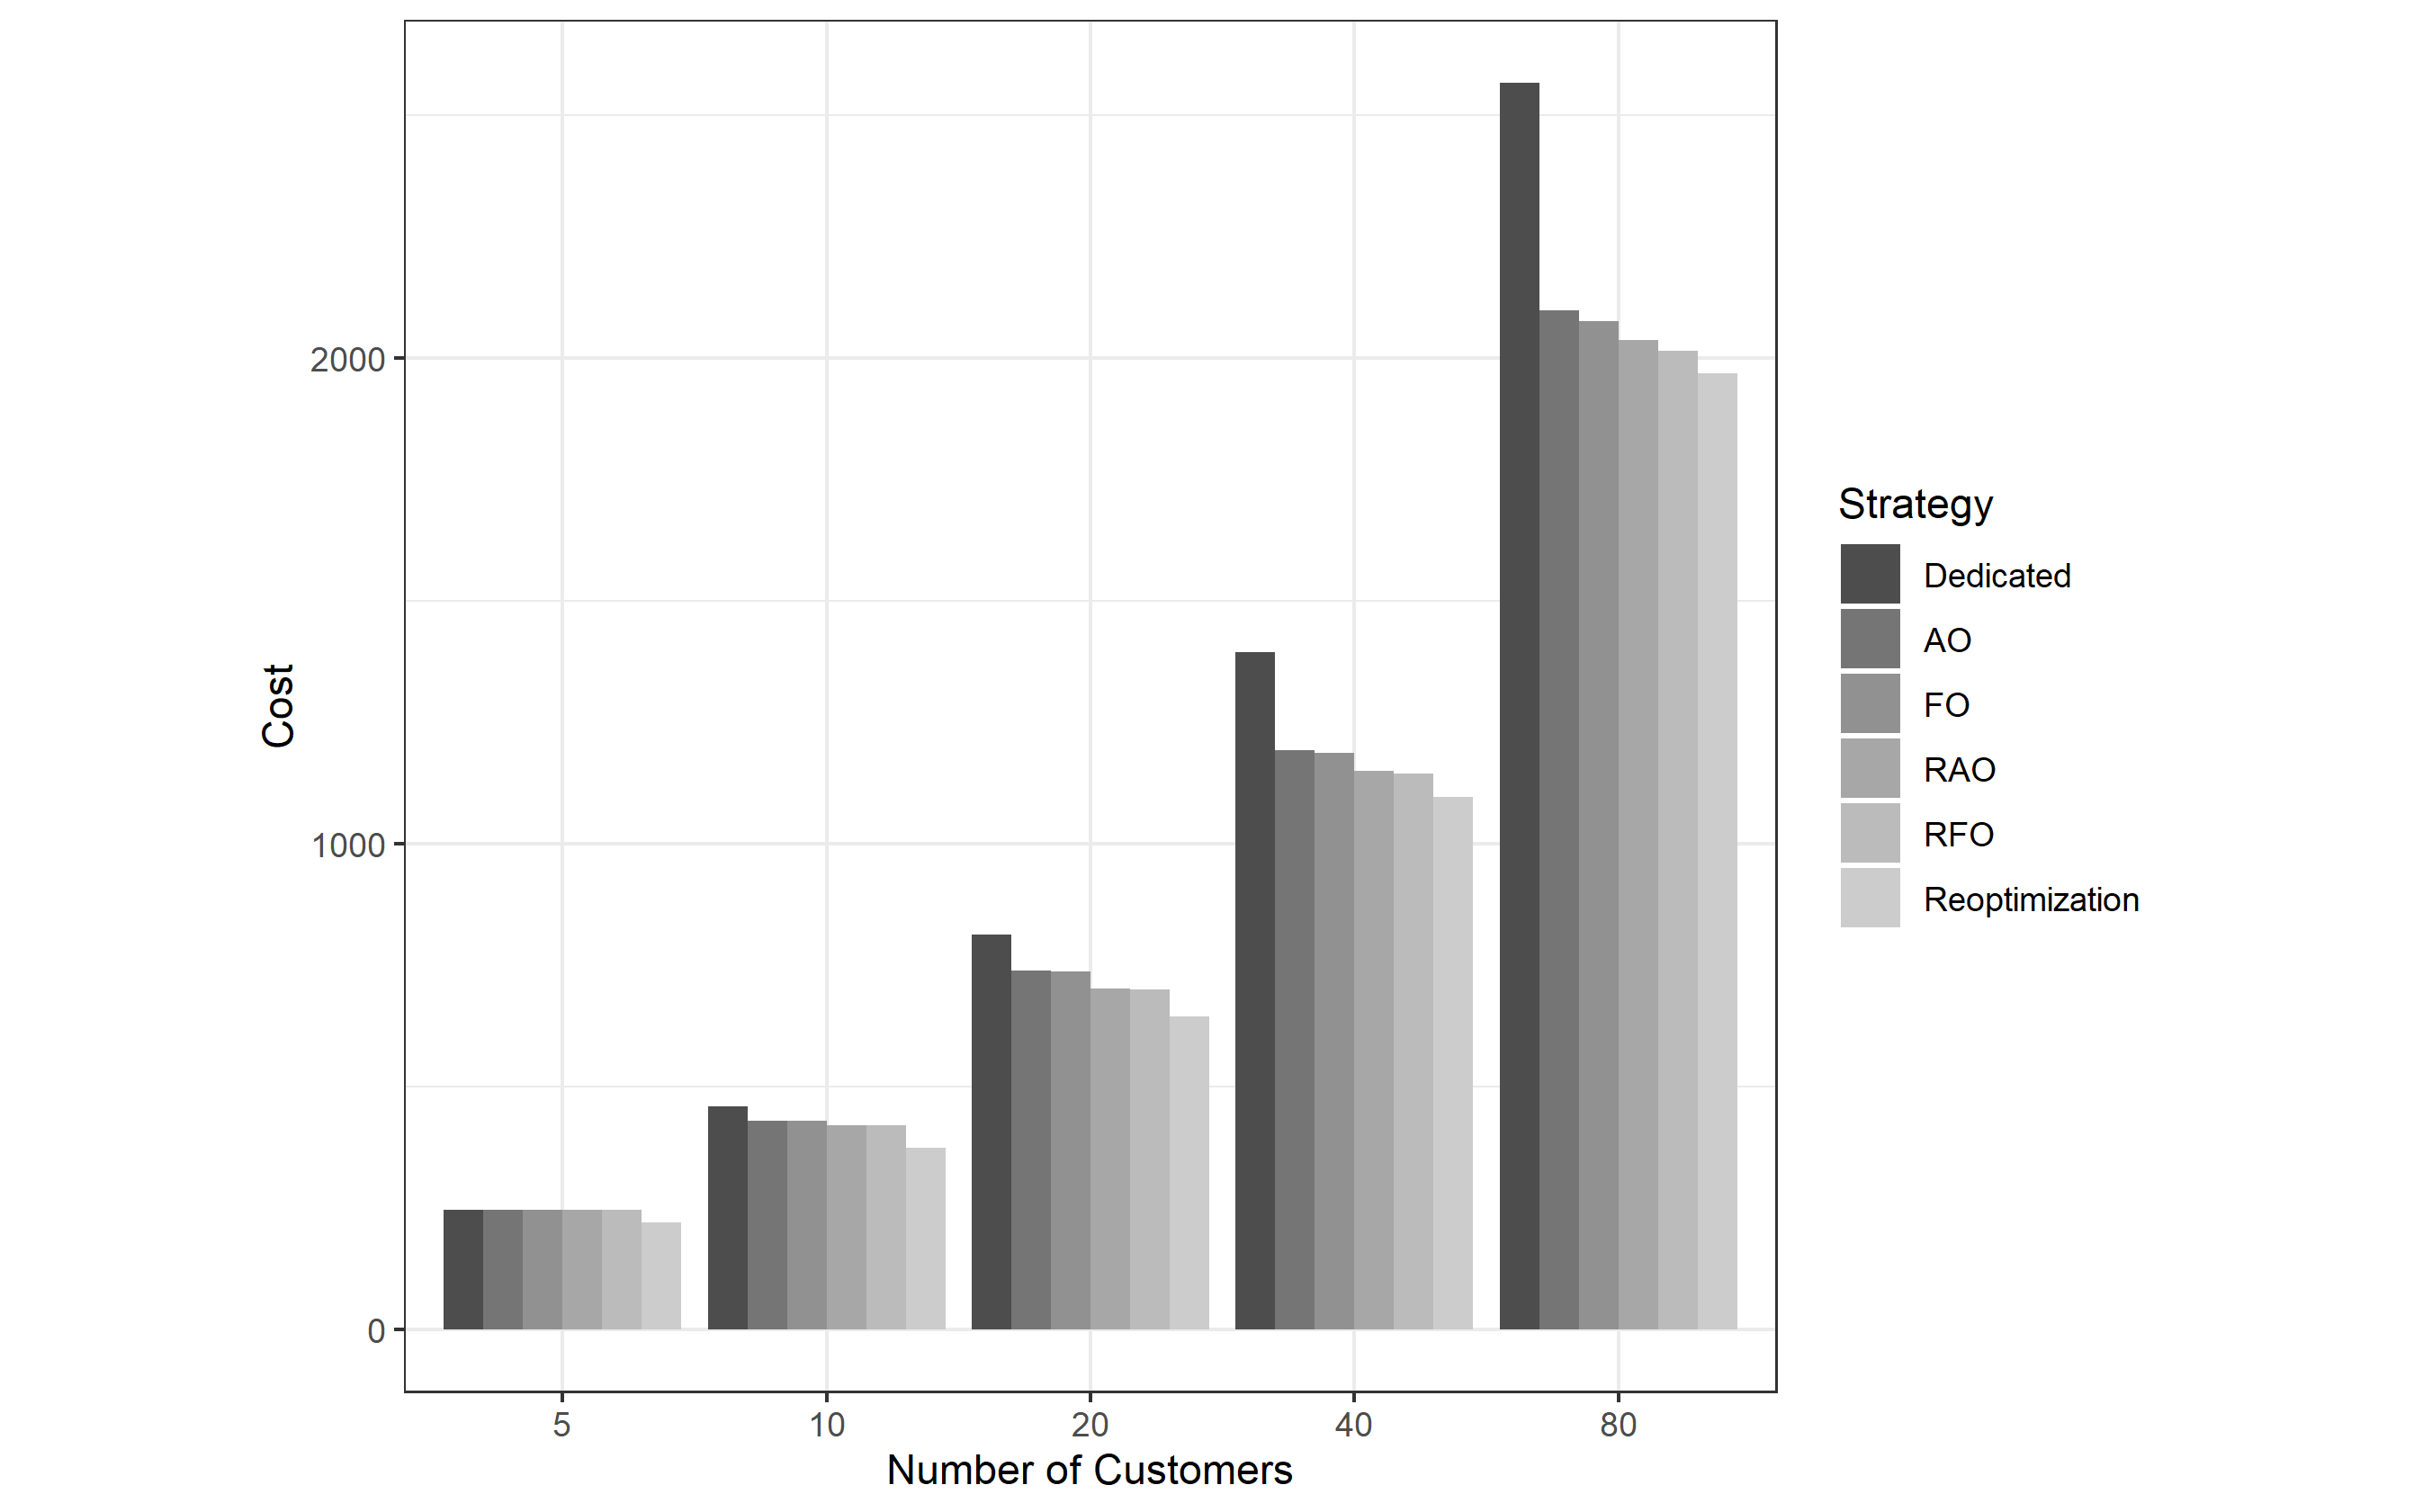 Cost
2000
1000
0
5 10 20 40 80
Number of Customers
Strategy
Dedicated
AO
FO
RAO
RFO
Reoptimization